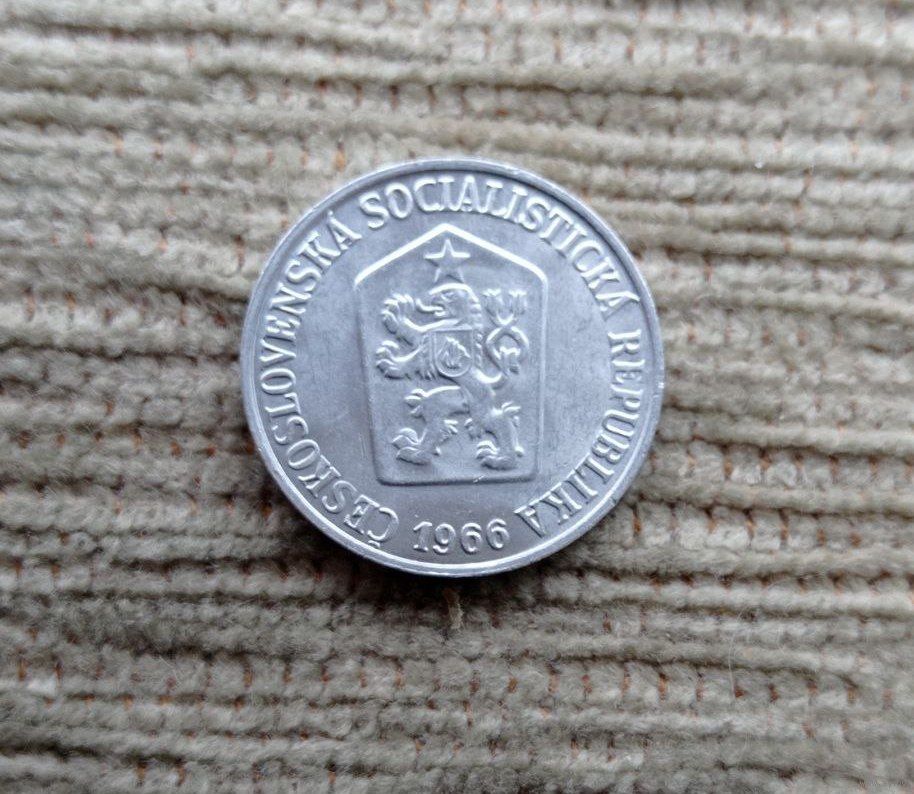 ČESKOSLOVENSKÁ SOCIALISTICKÁ REPUBLIKA
1966